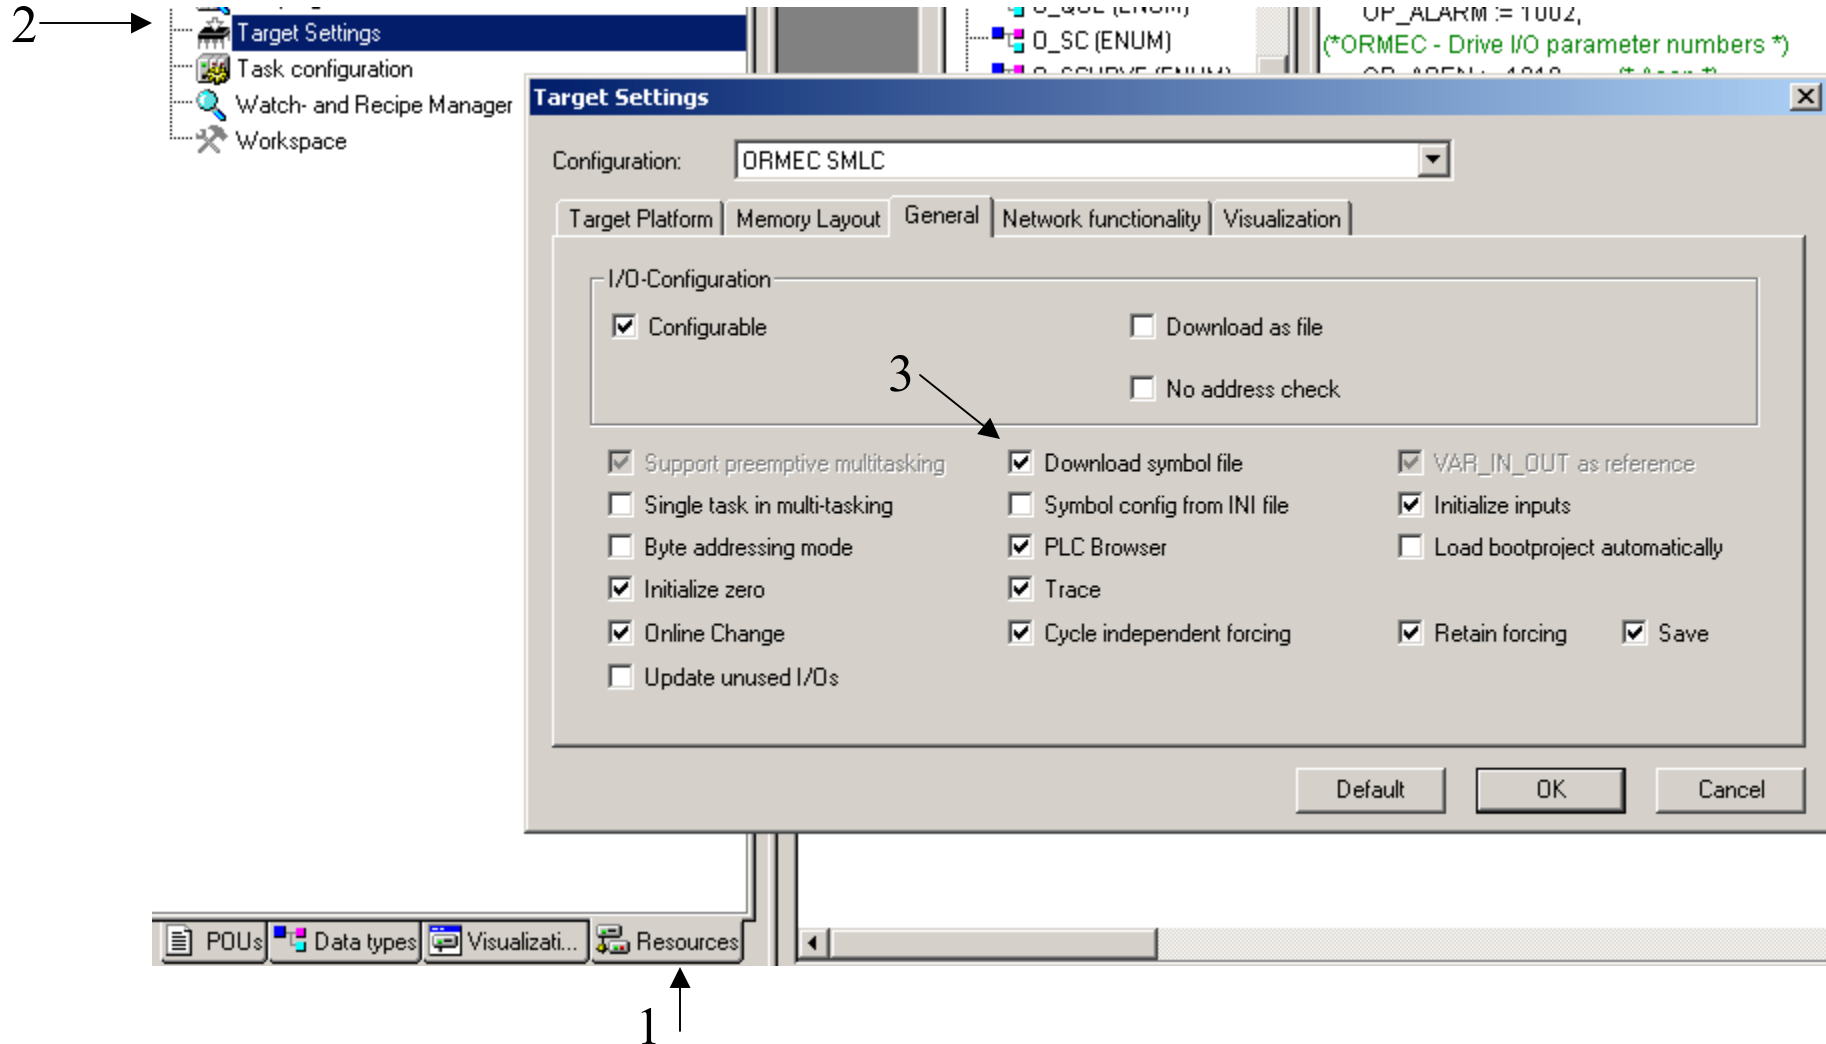 2
O_QUE (ENUM)
OP_ALARM := 1002,
Target Settings
O_SC (ENUM)
(*ORMEC - Drive I/O parameter numbers *)
Task configuration
Watch- and Recipe Manager
Target Settings
Workspace
Configuration:
ORMEC SMLC
Target Platform
Memory Layout
General
Network functionality
Visualization
I/O-Configuration
Configurable
Download as file
3
No address check
Support preemptive multitasking
Download symbol file
VAR_IN_OUT as reference
Single task in multi-tasking
Symbol config from INI file
Initialize inputs
Byte addressing mode
PLC Browser
Load bootproject automatically
Initialize zero
Trace
Online Change
Cycle independent forcing
Retain forcing
Save
Update unused I/Os
Default
OK
Cancel
POUs
Data types
Visualizati...
Resources
1